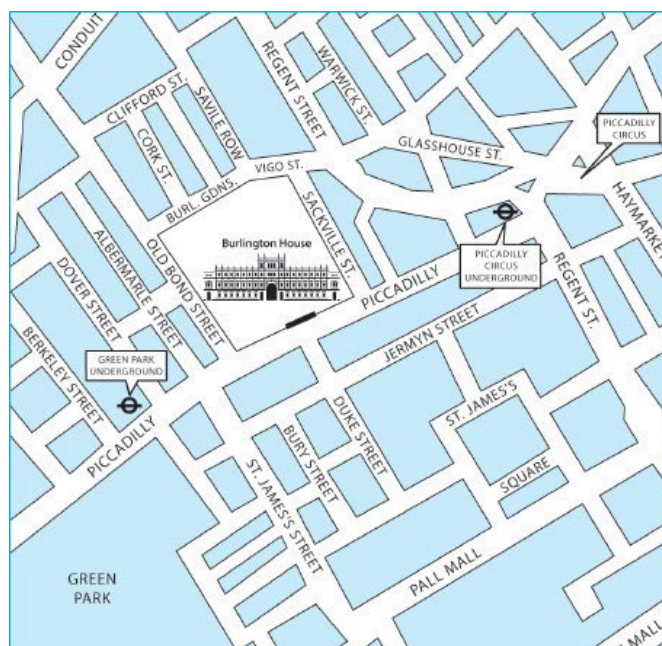 CONDUIT
CLIFFORD ST.
SAVILE ROW
REGENT STREET
WARWICK ST.
PICCADILLY
CIRCUS
GLASSHOUSE ST.
CORK ST.
VIGO ST.
BURL. GDNS.
SACKVILLE ST.
HAYMARKET
Burlington House
ALBERMARLE STREET
OLD BOND STREET
DOVER STREET
PICCADILLY
PICCADILLY
CIRCUS
UNDERGROUND
REGENT ST.
JERMYN STREET
BERKELEY STREET
GREEN PARK
UNDERGROUND
PICCADILLY
ST. JAMES'S
SQUARE
DUKE STREET
BURY STREET
ST. JAMES'S STREET
PALL MALL
GREEN
PARK
MALL